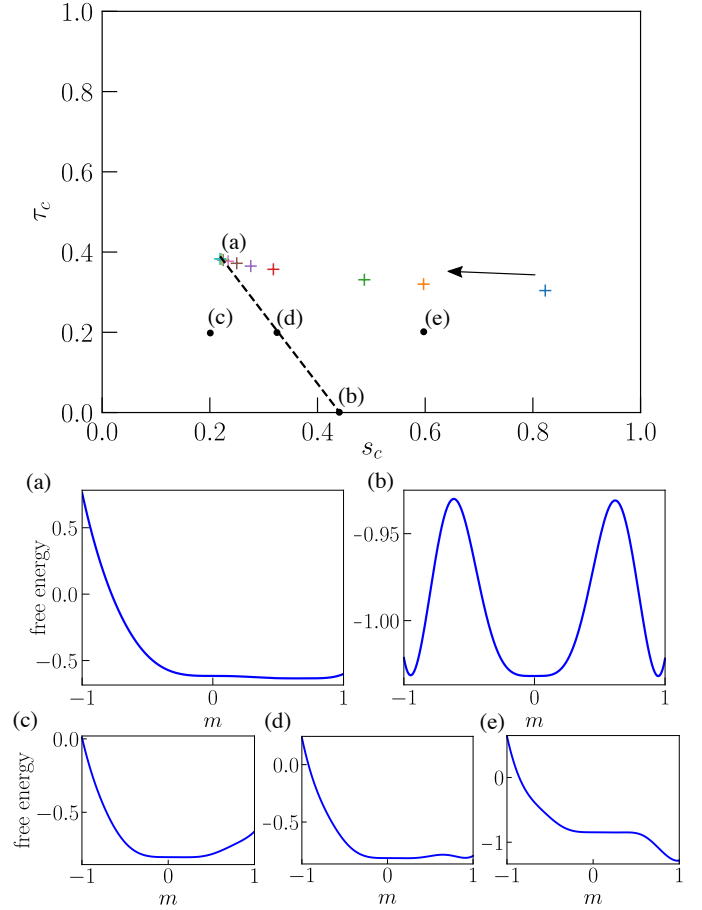 1.0
0.8
0.6
τc
0.4
(a)
(c) (d) (e)
0.2
(b)
0.0
0.0 0.2 0.4 0.6 0.8 1.0
sc
(a) (b)
free energy
0.5
0.0
−0.5
−1 0 1
m
-0.95
-1.00
−1 0 1
m
(c) (d) (e)
free energy
0.0
−0.5
−1 0 1
m
0.0
−0.5
−1 0 1
m
0
−1
−1 0 1
m